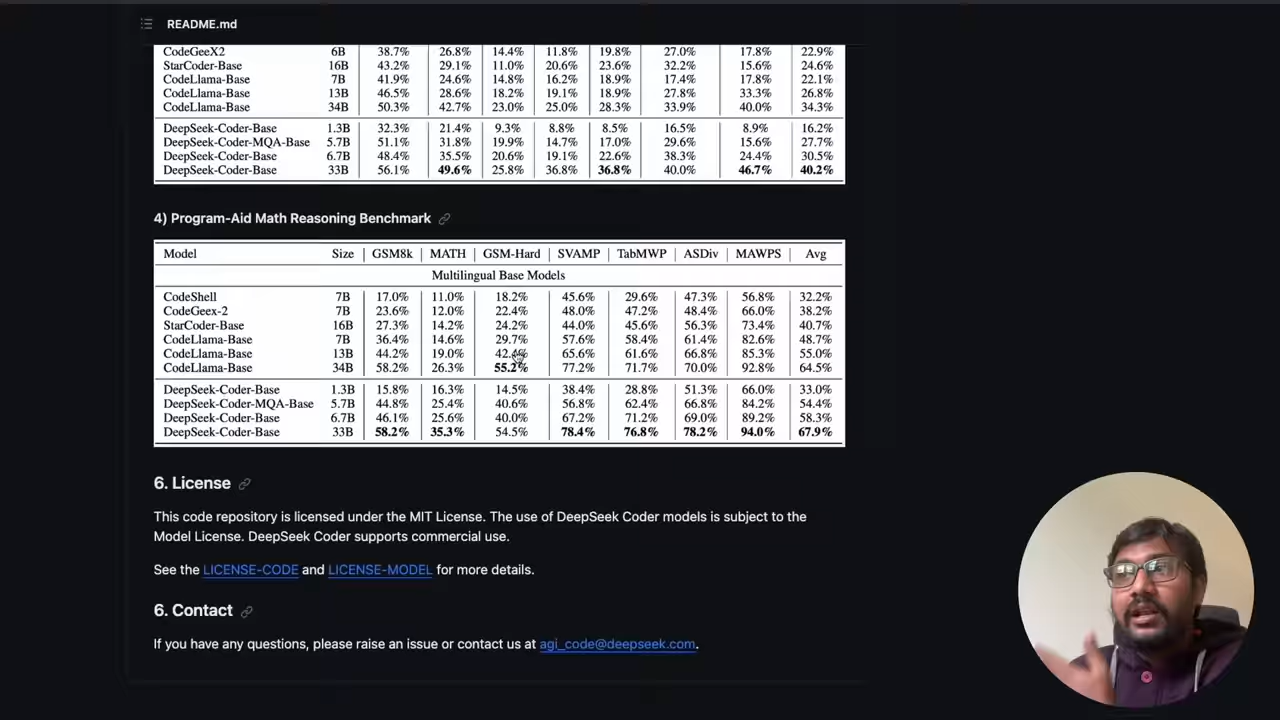 README.md
CodeGeeX2 6B 38.7% 26.8% 14.4% 11.8% 19.8% 27.0% 17.8% 22.9%
StarCoder-Base 16B 43.2% 29.1% 11.0% 20.6% 23.6% 32.2% 15.6% 24.6%
CodeLlama-Base 7B 41.9% 24.6% 14.8% 16.2% 18.9% 17.4% 17.8% 22.1%
CodeLlama-Base 13B 46.5% 28.6% 18.2% 19.1% 18.9% 27.8% 33.3% 26.8%
CodeLlama-Base 34B 50.3% 42.7% 23.0% 25.0% 28.3% 33.9% 40.0% 34.3%
DeepSeek-Coder-Base 1.3B 32.3% 21.4% 9.3% 8.8% 8.5% 16.5% 8.9% 16.2%
DeepSeek-Coder-MQA-Base 5.7B 51.1% 31.8% 19.9% 14.7% 17.0% 29.6% 15.6% 27.7%
DeepSeek-Coder-Base 6.7B 48.4% 35.5% 20.6% 19.1% 22.6% 38.3% 24.4% 30.5%
DeepSeek-Coder-Base 33B 56.1% 49.6% 25.8% 36.8% 36.8% 40.0% 46.7% 40.2%
4) Program-Aid Math Reasoning Benchmark
Model Size GSM8k MATH GSM-Hard SVAMP TabMWP ASDiv MAWPS Avg
Multilingual Base Models
CodeShell 7B 17.0% 11.0% 18.2% 45.6% 29.6% 47.3% 56.8% 32.2%
CodeGeex-2 7B 23.6% 12.0% 22.4% 48.0% 47.2% 48.4% 66.0% 38.2%
StarCoder-Base 16B 27.3% 14.2% 24.2% 44.0% 45.6% 56.3% 73.4% 40.7%
CodeLlama-Base 7B 36.4% 14.6% 29.7% 57.6% 58.4% 61.4% 82.6% 48.7%
CodeLlama-Base 13B 44.2% 19.0% 65.6% 61.6% 66.8% 85.3% 55.0%
CodeLlama-Base 34B 58.2% 26.3% 55.2% 77.2% 71.7% 70.0% 92.8% 64.5%
DeepSeek-Coder-Base 1.3B 15.8% 16.3% 14.5% 38.4% 28.8% 51.3% 66.0% 33.0%
DeepSeek-Coder-MQA-Base 5.7B 44.8% 25.4% 40.6% 56.8% 62.4% 66.8% 84.2% 54.4%
DeepSeek-Coder-Base 6.7B 46.1% 25.6% 40.0% 67.2% 71.2% 69.0% 89.2% 58.3%
DeepSeek-Coder-Base 33B 58.2% 35.3% 54.5% 78.4% 76.8% 78.2% 94.0% 67.9%
6. License
This code repository is licensed under the MIT License. The use of DeepSeek Coder models is subject to the
Model License. DeepSeek Coder supports commercial use.
See the LICENSE-CODE and LICENSE-MODEL for more details.
6. Contact
If you have any questions, please raise an issue or contact us at agi_code@deepseek.com.